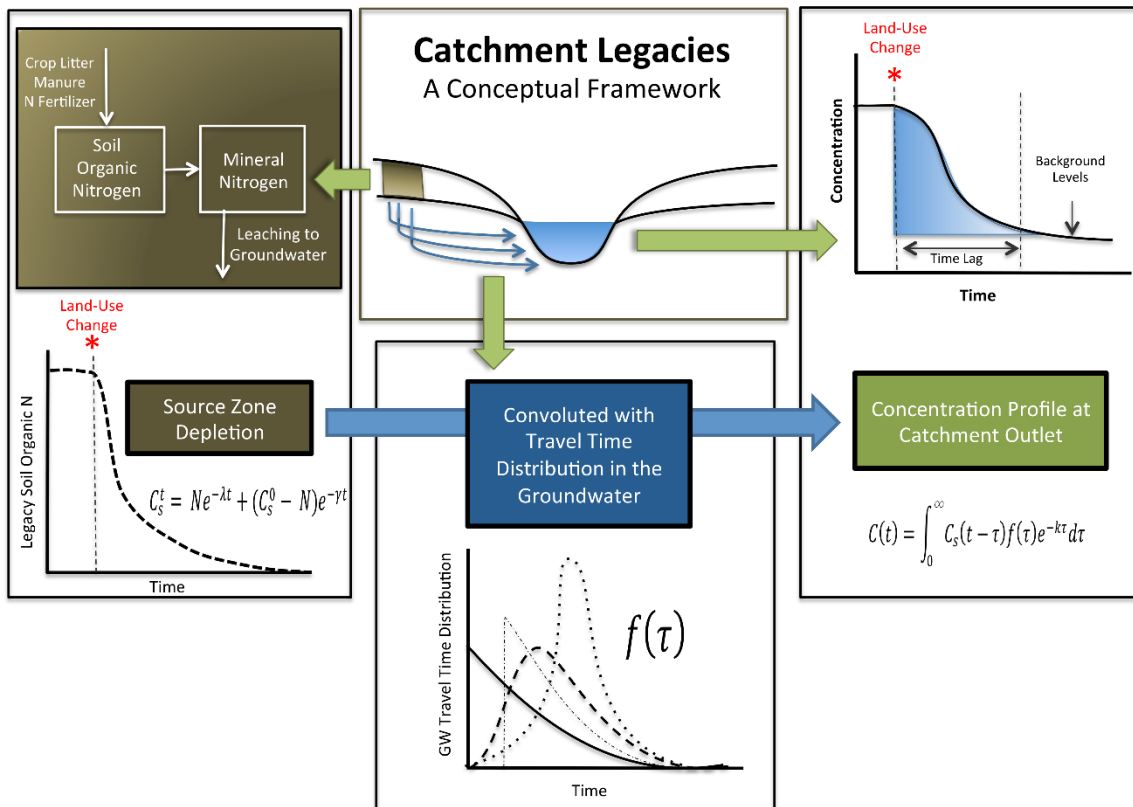 Catchment Legacies
A Conceptual Framework
Crop Litter
Manure
N Fertilizer
Soil
Organic
Nitrogen
Mineral
Nitrogen
Leaching to
Groundwater
Land-Use
Change
*
Legacy Soil Organic N
Time
Source Zone
Depletion
C_s^t = Ne^{-λt} + (C_s^0 − N)e^{-γt}
Convoluted with
Travel Time
Distribution in the
Groundwater
GW Travel Time Distribution
f(τ)
Time
Land-Use
Change
*
Concentration
Background
Levels
Time Lag
Time
Concentration Profile at
Catchment Outlet
C(t) = ∫_0^∞ C_s(t − τ)f(τ)e^{-kτ}dτ